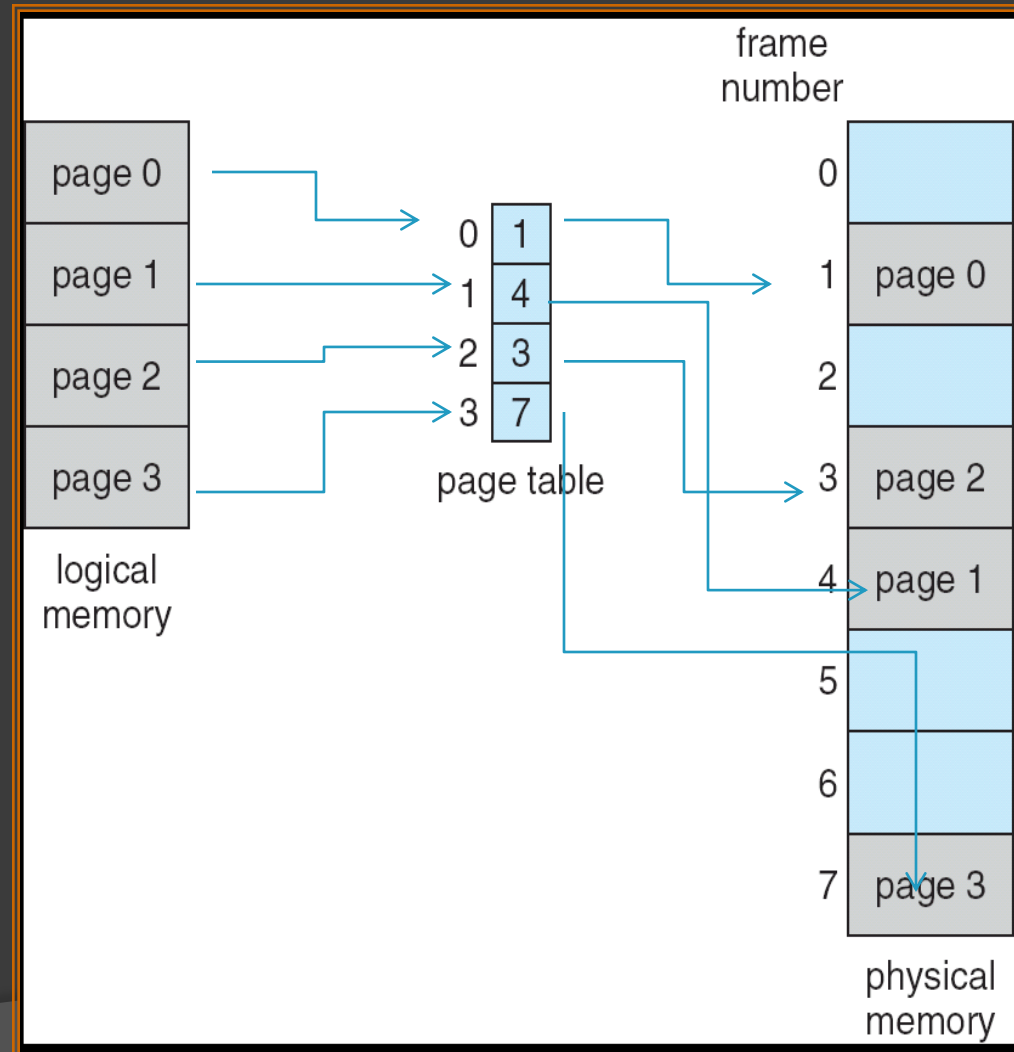 frame
number
page 0
page 1
page 2
page 3
logical
memory
0 1
1 4
2 3
3 7
page table
0
1 page 0
2
3 page 2
4 page 1
5
6
7 page 3
physical
memory